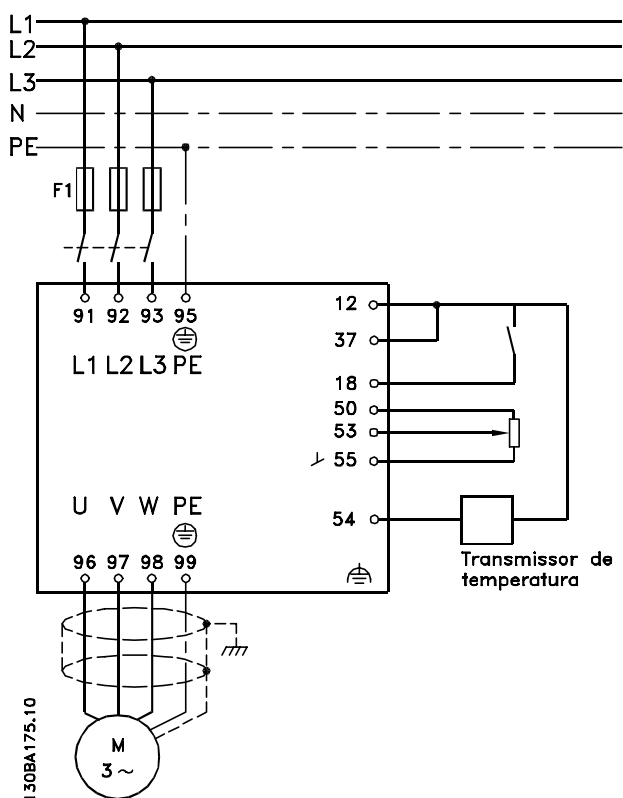 L1
L2
L3
N
PE
F1
91 92 93 95
L1 L2 L3 PE
12
37
18
50
53
55
54
U V W PE
96 97 98 99
Transmissor de
temperatura
M
3~
130BA175.10